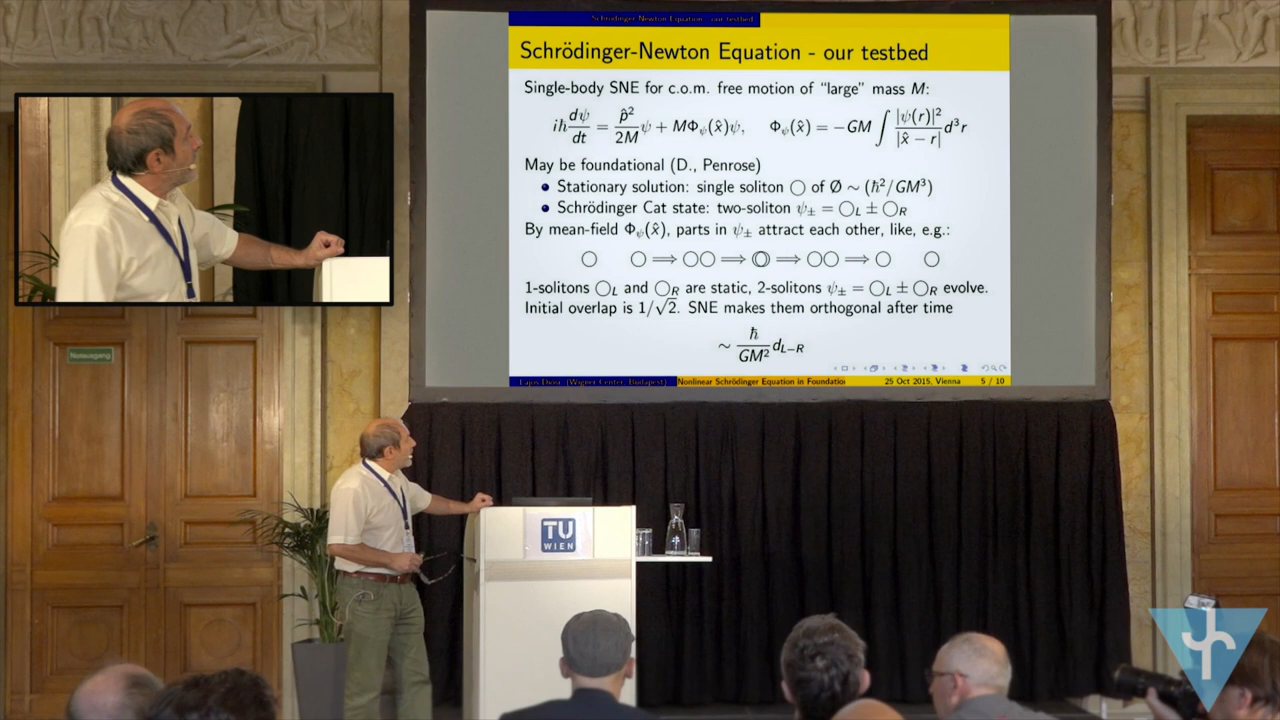 Schrödinger Newton Equation - our testbed
Schrödinger-Newton Equation - our testbed
Single-body SNE for c.o.m. free motion of “large” mass M:
iℏ dψ/dt = p̂²/2M ψ + MΦ_ψ(x̂)ψ, Φ_ψ(x̂) = −GM ∫ |ψ(r)|²/|x̂ − r| d³r
May be foundational (D., Penrose)
• Stationary solution: single soliton ◯ of Ø ∼ (ℏ²/GM³)
• Schrödinger Cat state: two-soliton ψ± = ◯_L ± ◯_R
By mean-field Φ_ψ(x̂), parts in ψ± attract each other, like, e.g.:
◯ ◯ ⟹ ◯◯ ⟹ ◯◯ ⟹ ◯◯ ⟹ ◯ ◯
1-solitons ◯_L and ◯_R are static, 2-solitons ψ± = ◯_L ± ◯_R evolve.
Initial overlap is 1/√2. SNE makes them orthogonal after time
∼ ℏ/GM² d_L−R
Lajos Diósi (Wigner Center, Budapest) Nonlinear Schrödinger Equation in Foundatio 25 Oct 2015, Vienna 5 / 10
Notausgang
TU
WIEN